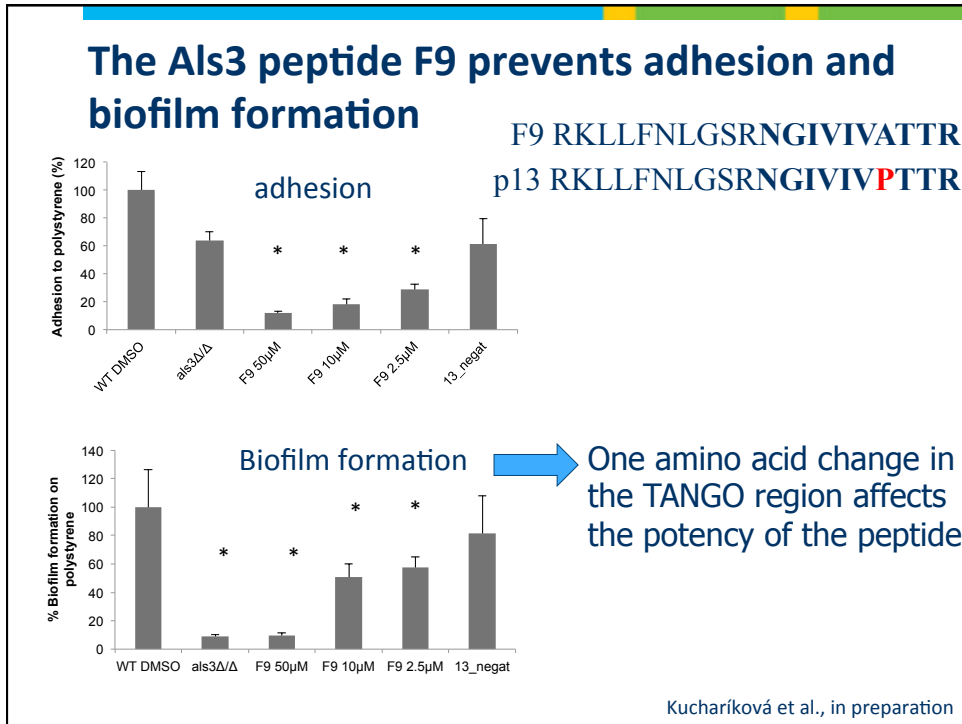 The Als3 peptide F9 prevents adhesion and
biofilm formation
F9 RKLLFNLGSRNGIVIVATTR
p13 RKLLFNLGSRNGIVIVPTTR
Adhesion to polystyrene (%)
120
100
80
60
40
20
0
adhesion
*
*
*
WT DMSO
als3Δ/Δ
F9 50μM
F9 10μM
F9 2.5μM
13_negat
% Biofilm formation on
polystyrene
140
120
100
80
60
40
20
0
Biofilm formation
*
*
*
*
WT DMSO
als3Δ/Δ
F9 50μM
F9 10μM
F9 2.5μM
13_negat
One amino acid change in
the TANGO region affects
the potency of the peptide
Kucharíková et al., in preparation